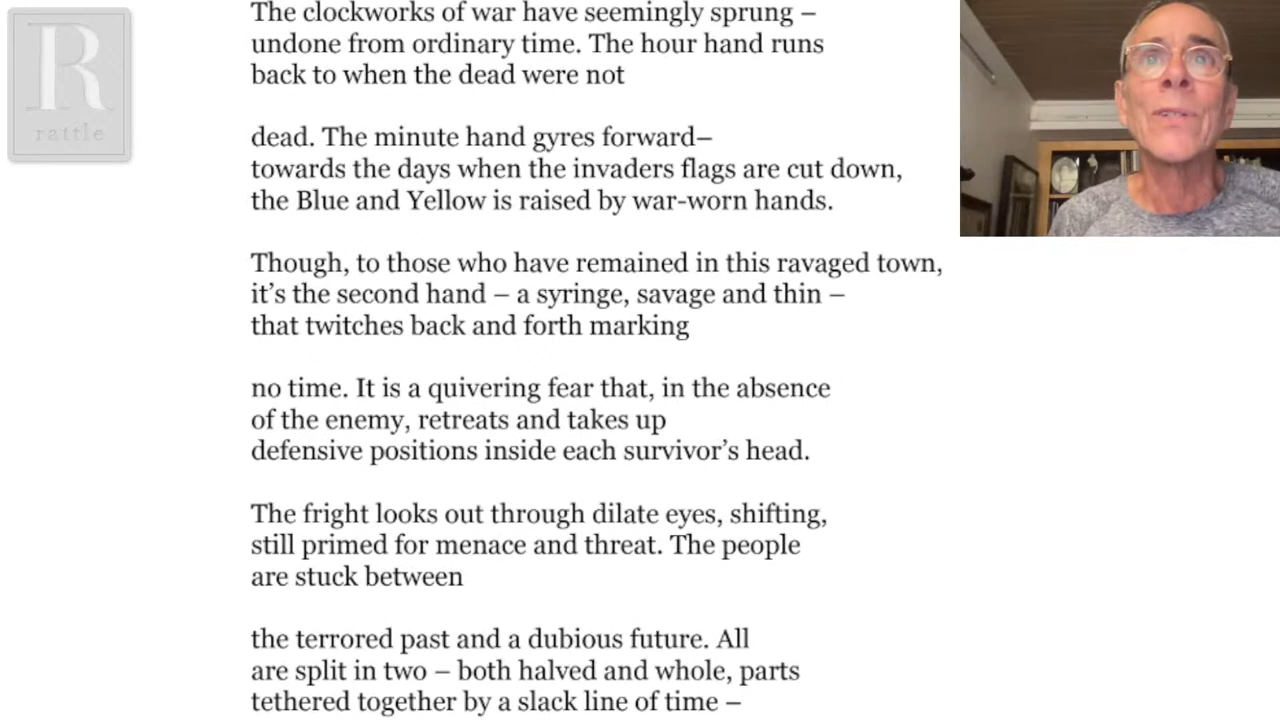 R
rattle
The clockworks of war have seemingly sprung –
undone from ordinary time. The hour hand runs
back to when the dead were not
dead. The minute hand gyres forward–
towards the days when the invaders flags are cut down,
the Blue and Yellow is raised by war-worn hands.
Though, to those who have remained in this ravaged town,
it’s the second hand – a syringe, savage and thin –
that twitches back and forth marking
no time. It is a quivering fear that, in the absence
of the enemy, retreats and takes up
defensive positions inside each survivor’s head.
The fright looks out through dilate eyes, shifting,
still primed for menace and threat. The people
are stuck between
the terrored past and a dubious future. All
are split in two – both halved and whole, parts
tethered together by a slack line of time –